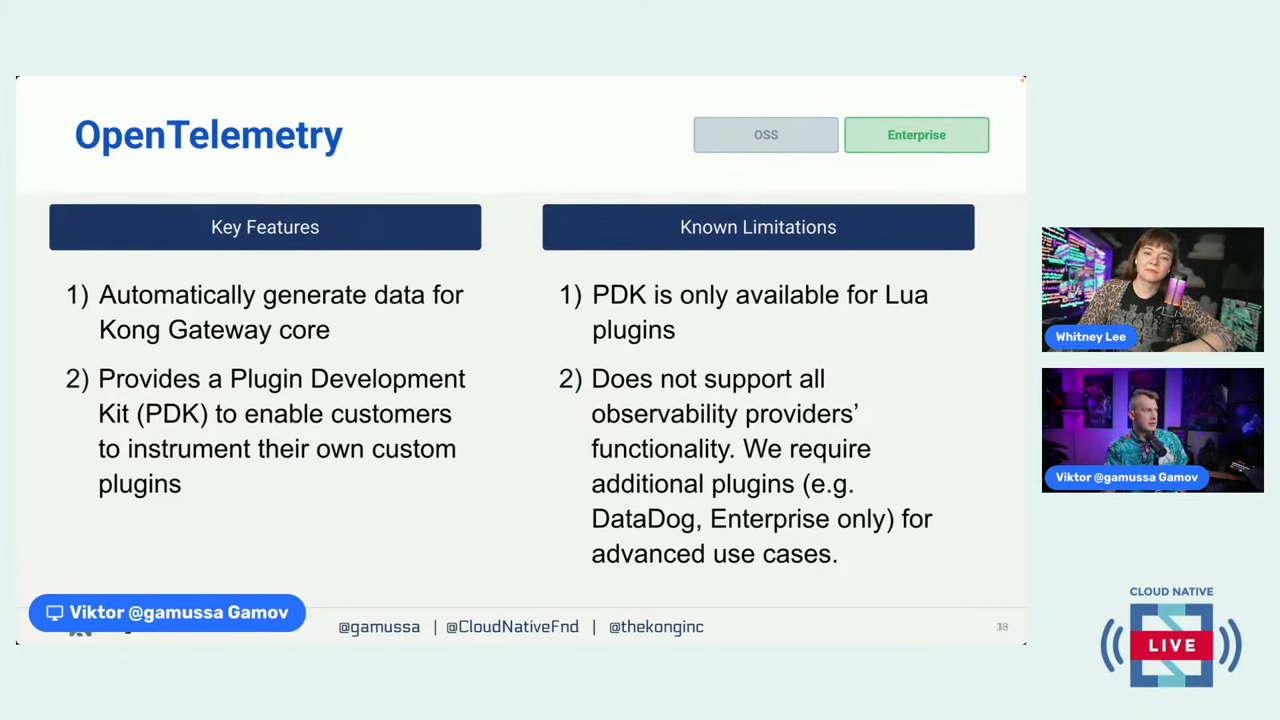 OpenTelemetry
OSS
Enterprise
Key Features
Known Limitations
1) Automatically generate data for
Kong Gateway core
2) Provides a Plugin Development
Kit (PDK) to enable customers
to instrument their own custom
plugins
1) PDK is only available for Lua
plugins
2) Does not support all
observability providers’
functionality. We require
additional plugins (e.g.
DataDog, Enterprise only) for
advanced use cases.
Whitney Lee
Viktor @gamussa Gamov
Viktor @gamussa Gamov
@gamussa | @CloudNativeFnd | @thekonginc
CLOUD NATIVE
LIVE